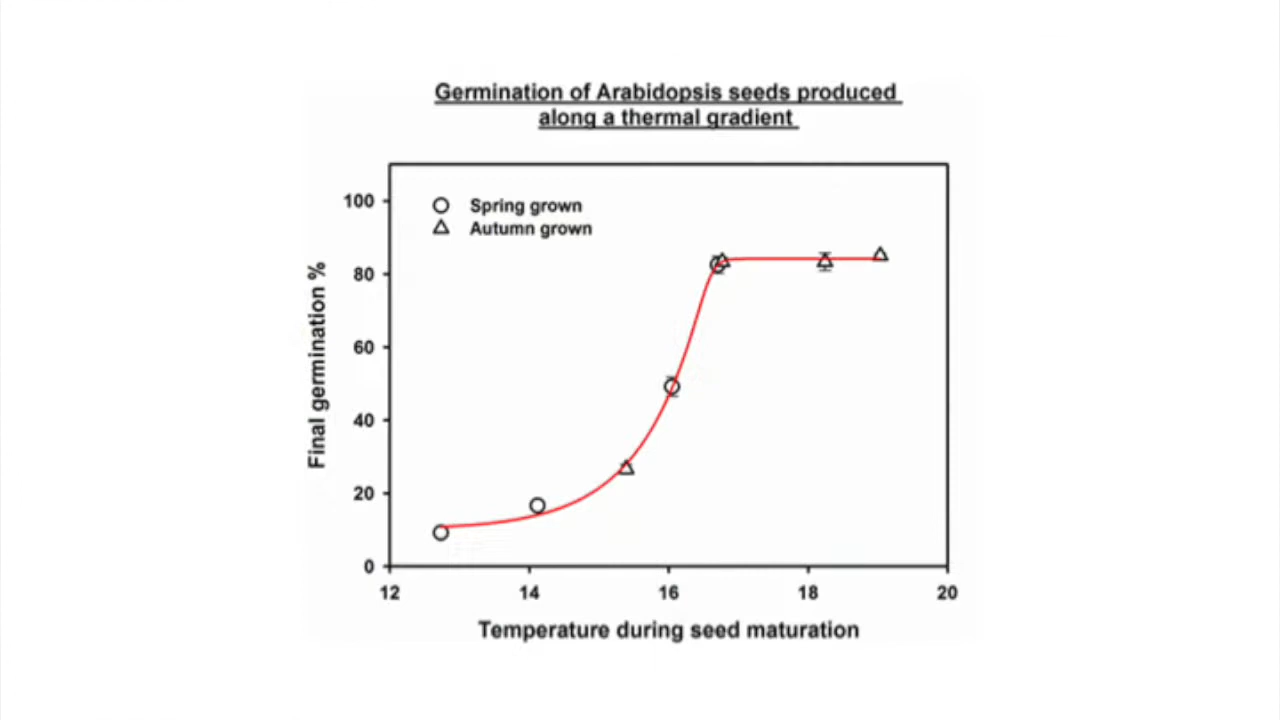 Germination of Arabidopsis seeds produced
along a thermal gradient
Spring grown
Autumn grown
100
80
60
40
20
0
Final germination %
12 14 16 18 20
Temperature during seed maturation